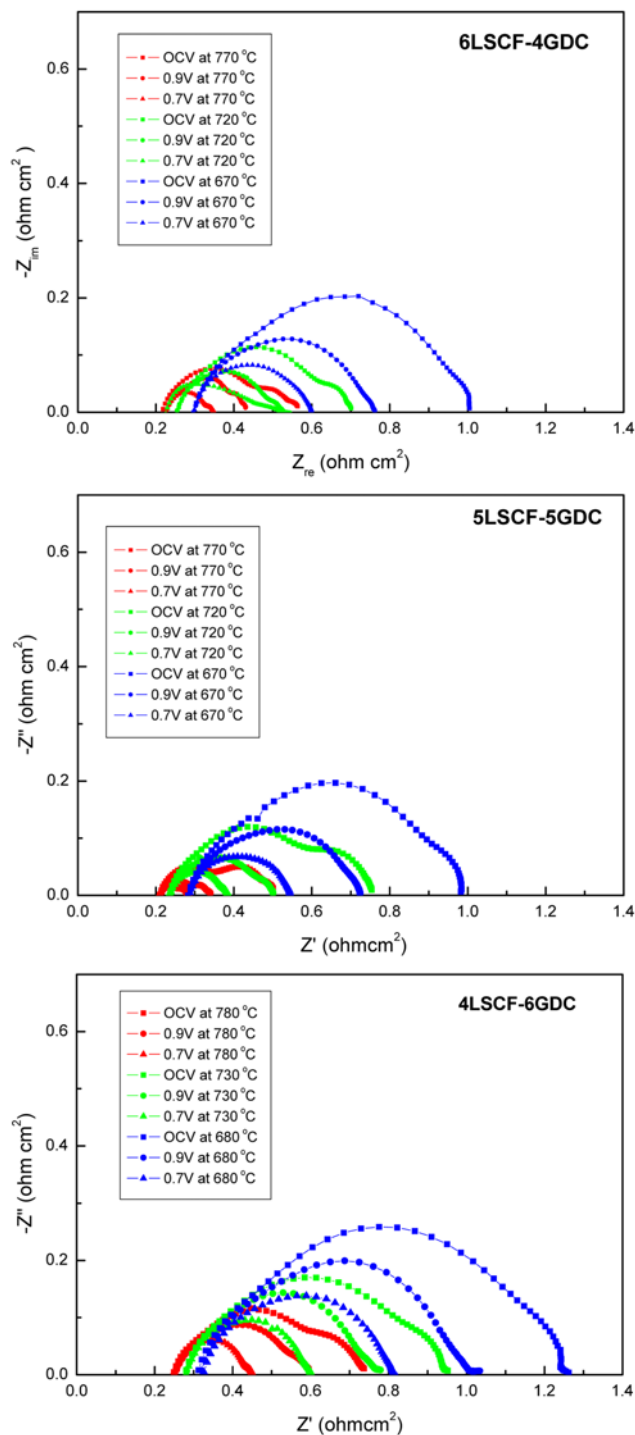 6LSCF-4GDC
OCV at 770 °C
0.9V at 770 °C
0.7V at 770 °C
OCV at 720 °C
0.9V at 720 °C
0.7V at 720 °C
OCV at 670 °C
0.9V at 670 °C
0.7V at 670 °C
-Z_im (ohm cm²)
0.6
0.4
0.2
0.0
0.0 0.2 0.4 0.6 0.8 1.0 1.2 1.4
Z_re (ohm cm²)
5LSCF-5GDC
OCV at 770 °C
0.9V at 770 °C
0.7V at 770 °C
OCV at 720 °C
0.9V at 720 °C
0.7V at 720 °C
OCV at 670 °C
0.9V at 670 °C
0.7V at 670 °C
-Z" (ohm cm²)
0.6
0.4
0.2
0.0
0.0 0.2 0.4 0.6 0.8 1.0 1.2 1.4
Z' (ohmcm²)
4LSCF-6GDC
OCV at 780 °C
0.9V at 780 °C
0.7V at 780 °C
OCV at 730 °C
0.9V at 730 °C
0.7V at 730 °C
OCV at 680 °C
0.9V at 680 °C
0.7V at 680 °C
-Z" (ohm cm²)
0.6
0.4
0.2
0.0
0.0 0.2 0.4 0.6 0.8 1.0 1.2 1.4
Z' (ohmcm²)